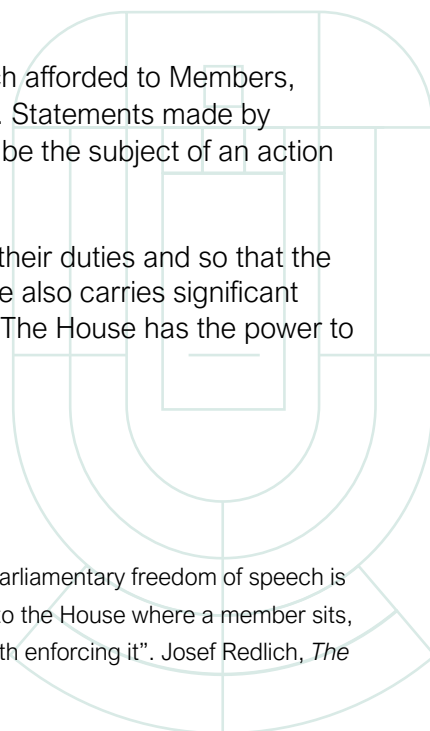 ch afforded to Members,
. Statements made by
be the subject of an action
their duties and so that the
e also carries significant
The House has the power to
arliamentary freedom of speech is
to the House where a member sits,
th enforcing it”. Josef Redlich, The